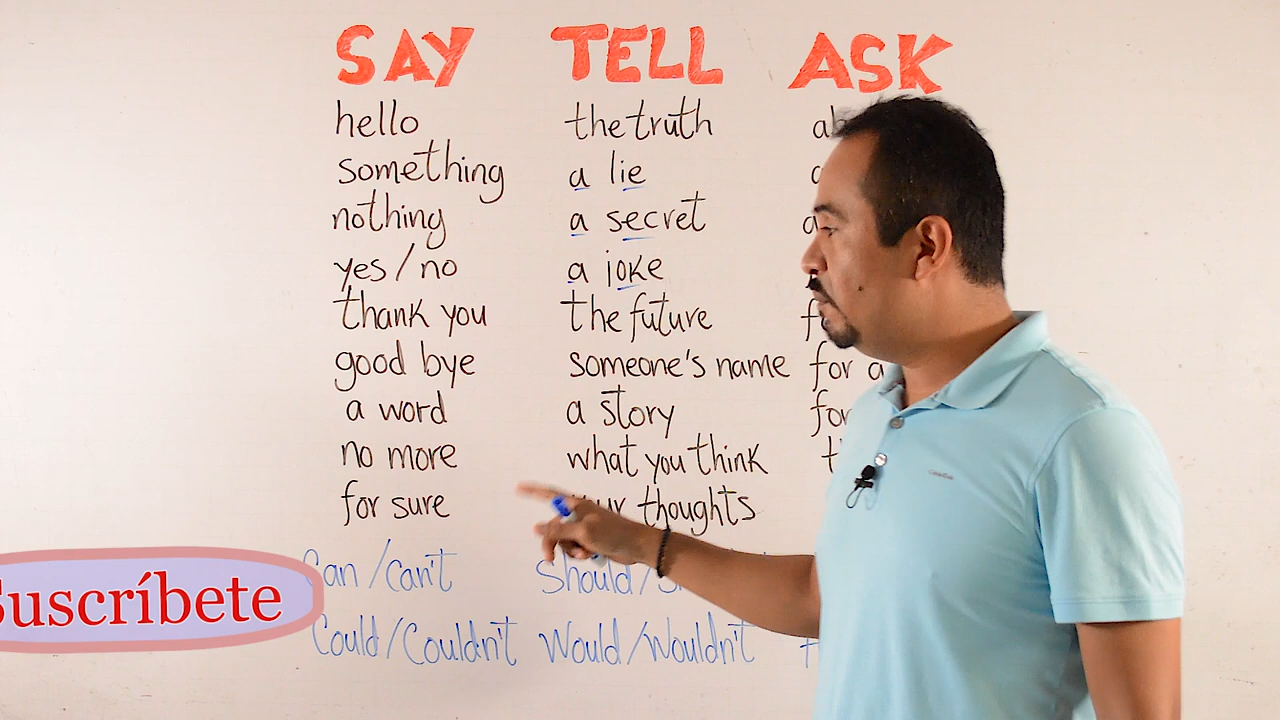 SAY TELL ASK
hello the truth
something a lie
nothing a secret
yes/no a joke
thank you the future
good bye someone's name for a
a word a story for
no more what you think
for sure thoughts
Can/can't Should/
Could/Couldn't Would/Wouldn't
Suscríbete